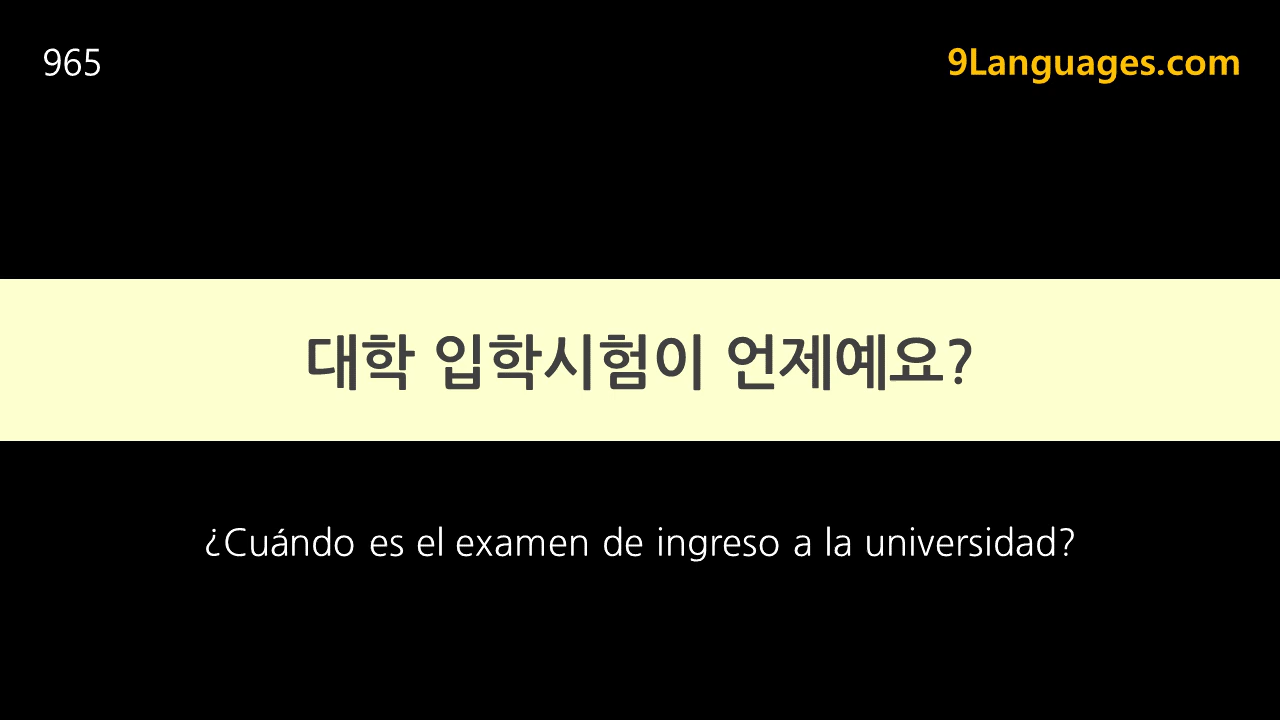 965
9Languages.com
대학 입학시험이 언제예요?
¿Cuándo es el examen de ingreso a la universidad?